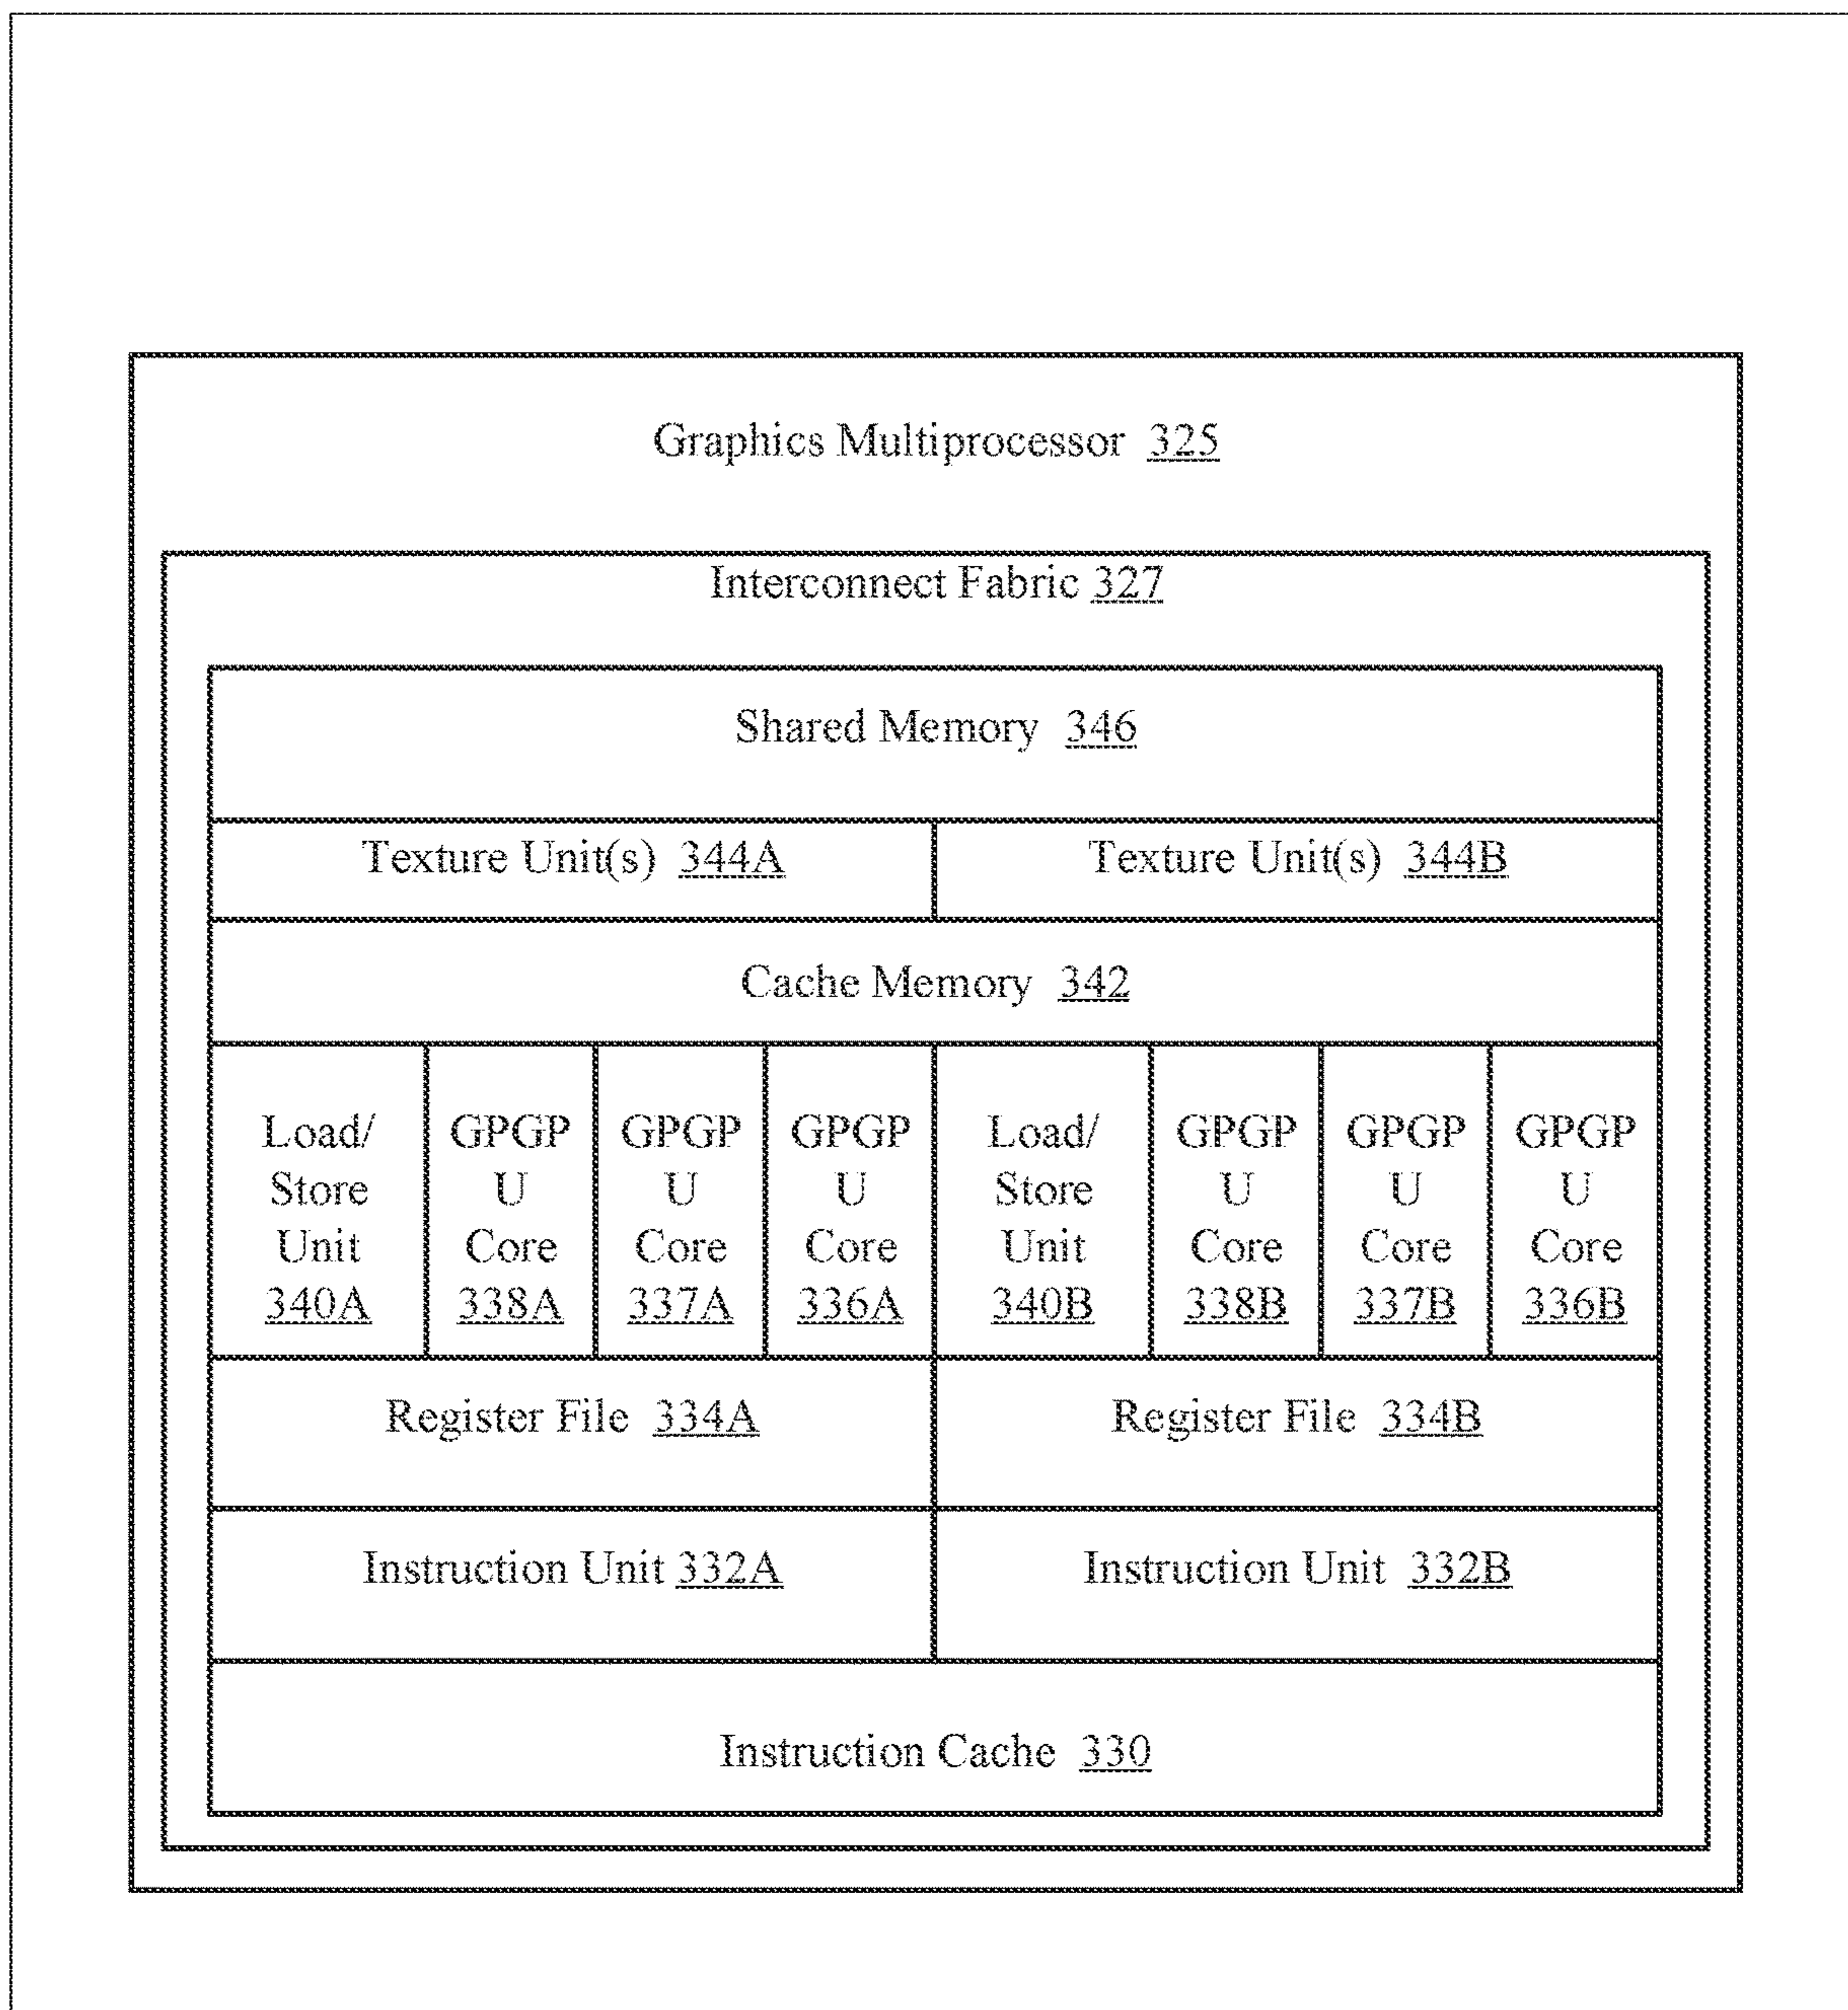 Graphics Multiprocessor 325
Interconnect Fabric 327
Shared Memory 346
Texture Unit(s) 344A
Texture Unit(s) 344B
Cache Memory 342
Load/
Store
Unit
340A
GPGP
U
Core
338A
GPGP
U
Core
337A
GPGP
U
Core
336A
Load/
Store
Unit
340B
GPGP
U
Core
338B
GPGP
U
Core
337B
GPGP
U
Core
336B
Register File 334A
Register File 334B
Instruction Unit 332A
Instruction Unit 332B
Instruction Cache 330